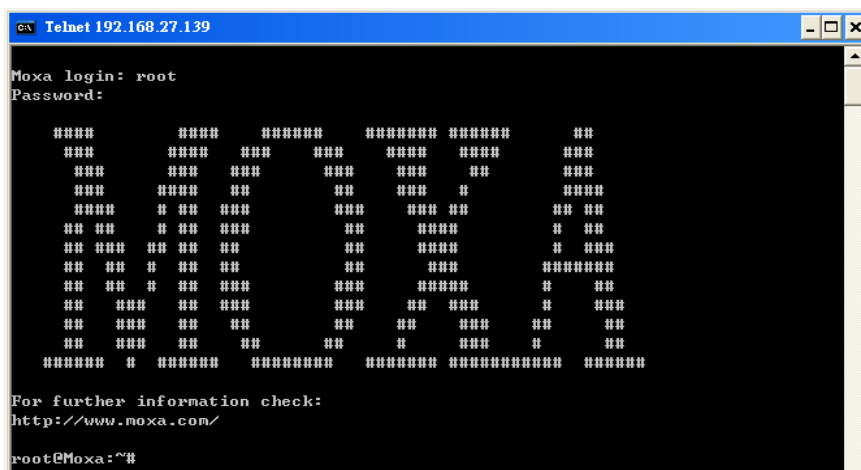 Telnet 192.168.27.139
Moxa login: root
Password:
MOXA
For further information check:
http://www.moxa.com/
root@Moxa:~#